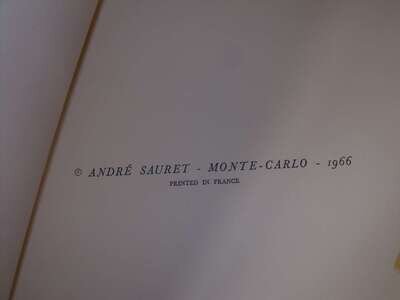 © ANDRÉ SAURET - MONTE-CARLO - 1966
PRINTED IN FRANCE